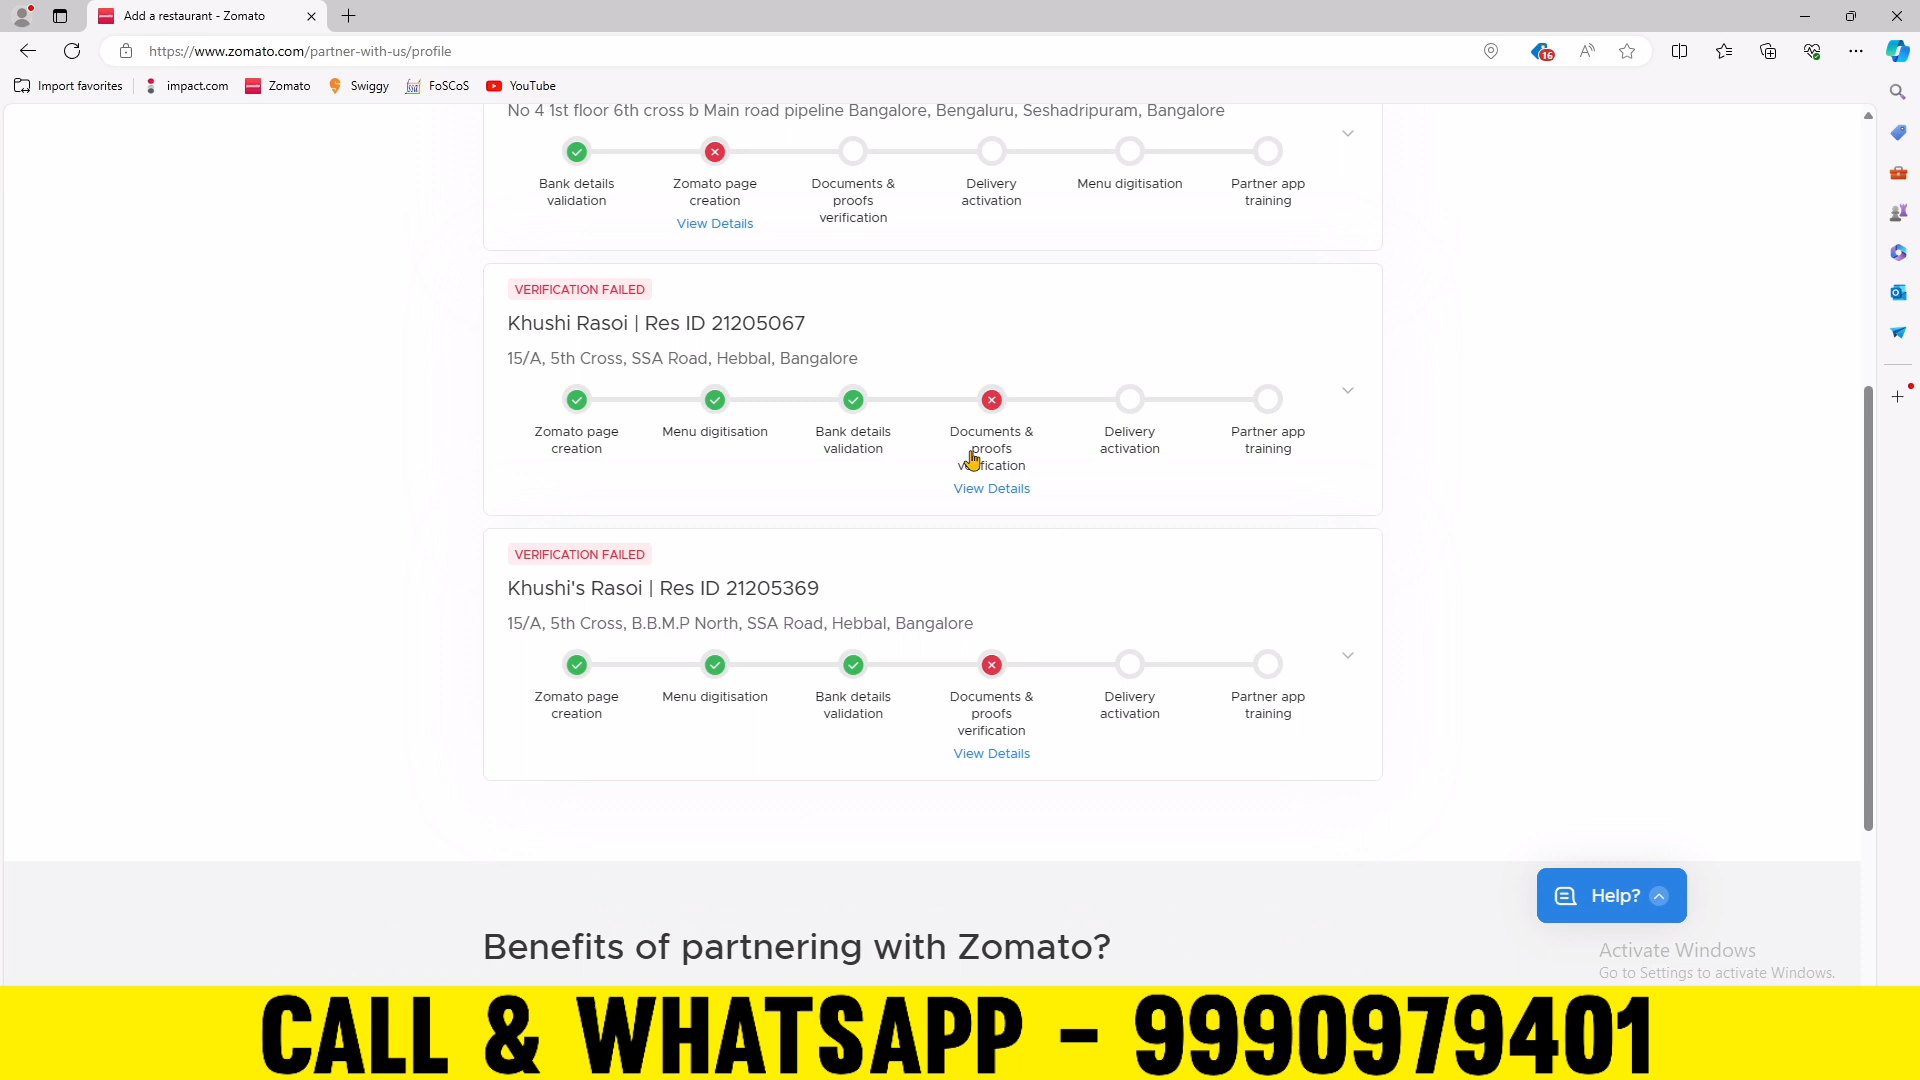 Add a restaurant - Zomato
https://www.zomato.com/partner-with-us/profile
16
Import favorites
impact.com
Zomato
Swiggy
FoSCoS
YouTube
No 4 1st floor 6th cross b Main road pipeline Bangalore, Bengaluru, Seshadripuram, Bangalore
Bank details
validation
Zomato page
creation
View Details
Documents &
proofs
verification
Delivery
activation
Menu digitisation
Partner app
training
VERIFICATION FAILED
Khushi Rasoi | Res ID 21205067
15/A, 5th Cross, SSA Road, Hebbal, Bangalore
Zomato page
creation
Menu digitisation
Bank details
validation
Documents &
proofs
verification
View Details
Delivery
activation
Partner app
training
VERIFICATION FAILED
Khushi's Rasoi | Res ID 21205369
15/A, 5th Cross, B.B.M.P North, SSA Road, Hebbal, Bangalore
Zomato page
creation
Menu digitisation
Bank details
validation
Documents &
proofs
verification
View Details
Delivery
activation
Partner app
training
Help?
Benefits of partnering with Zomato?
Activate Windows
Go to Settings to activate Windows.
CALL & WHATSAPP - 9990979401